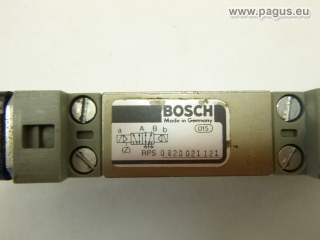 www.pagus.eu
BOSCH
Made in Germany
A B
a b
015
(Z)
RPS 0 820 021 121